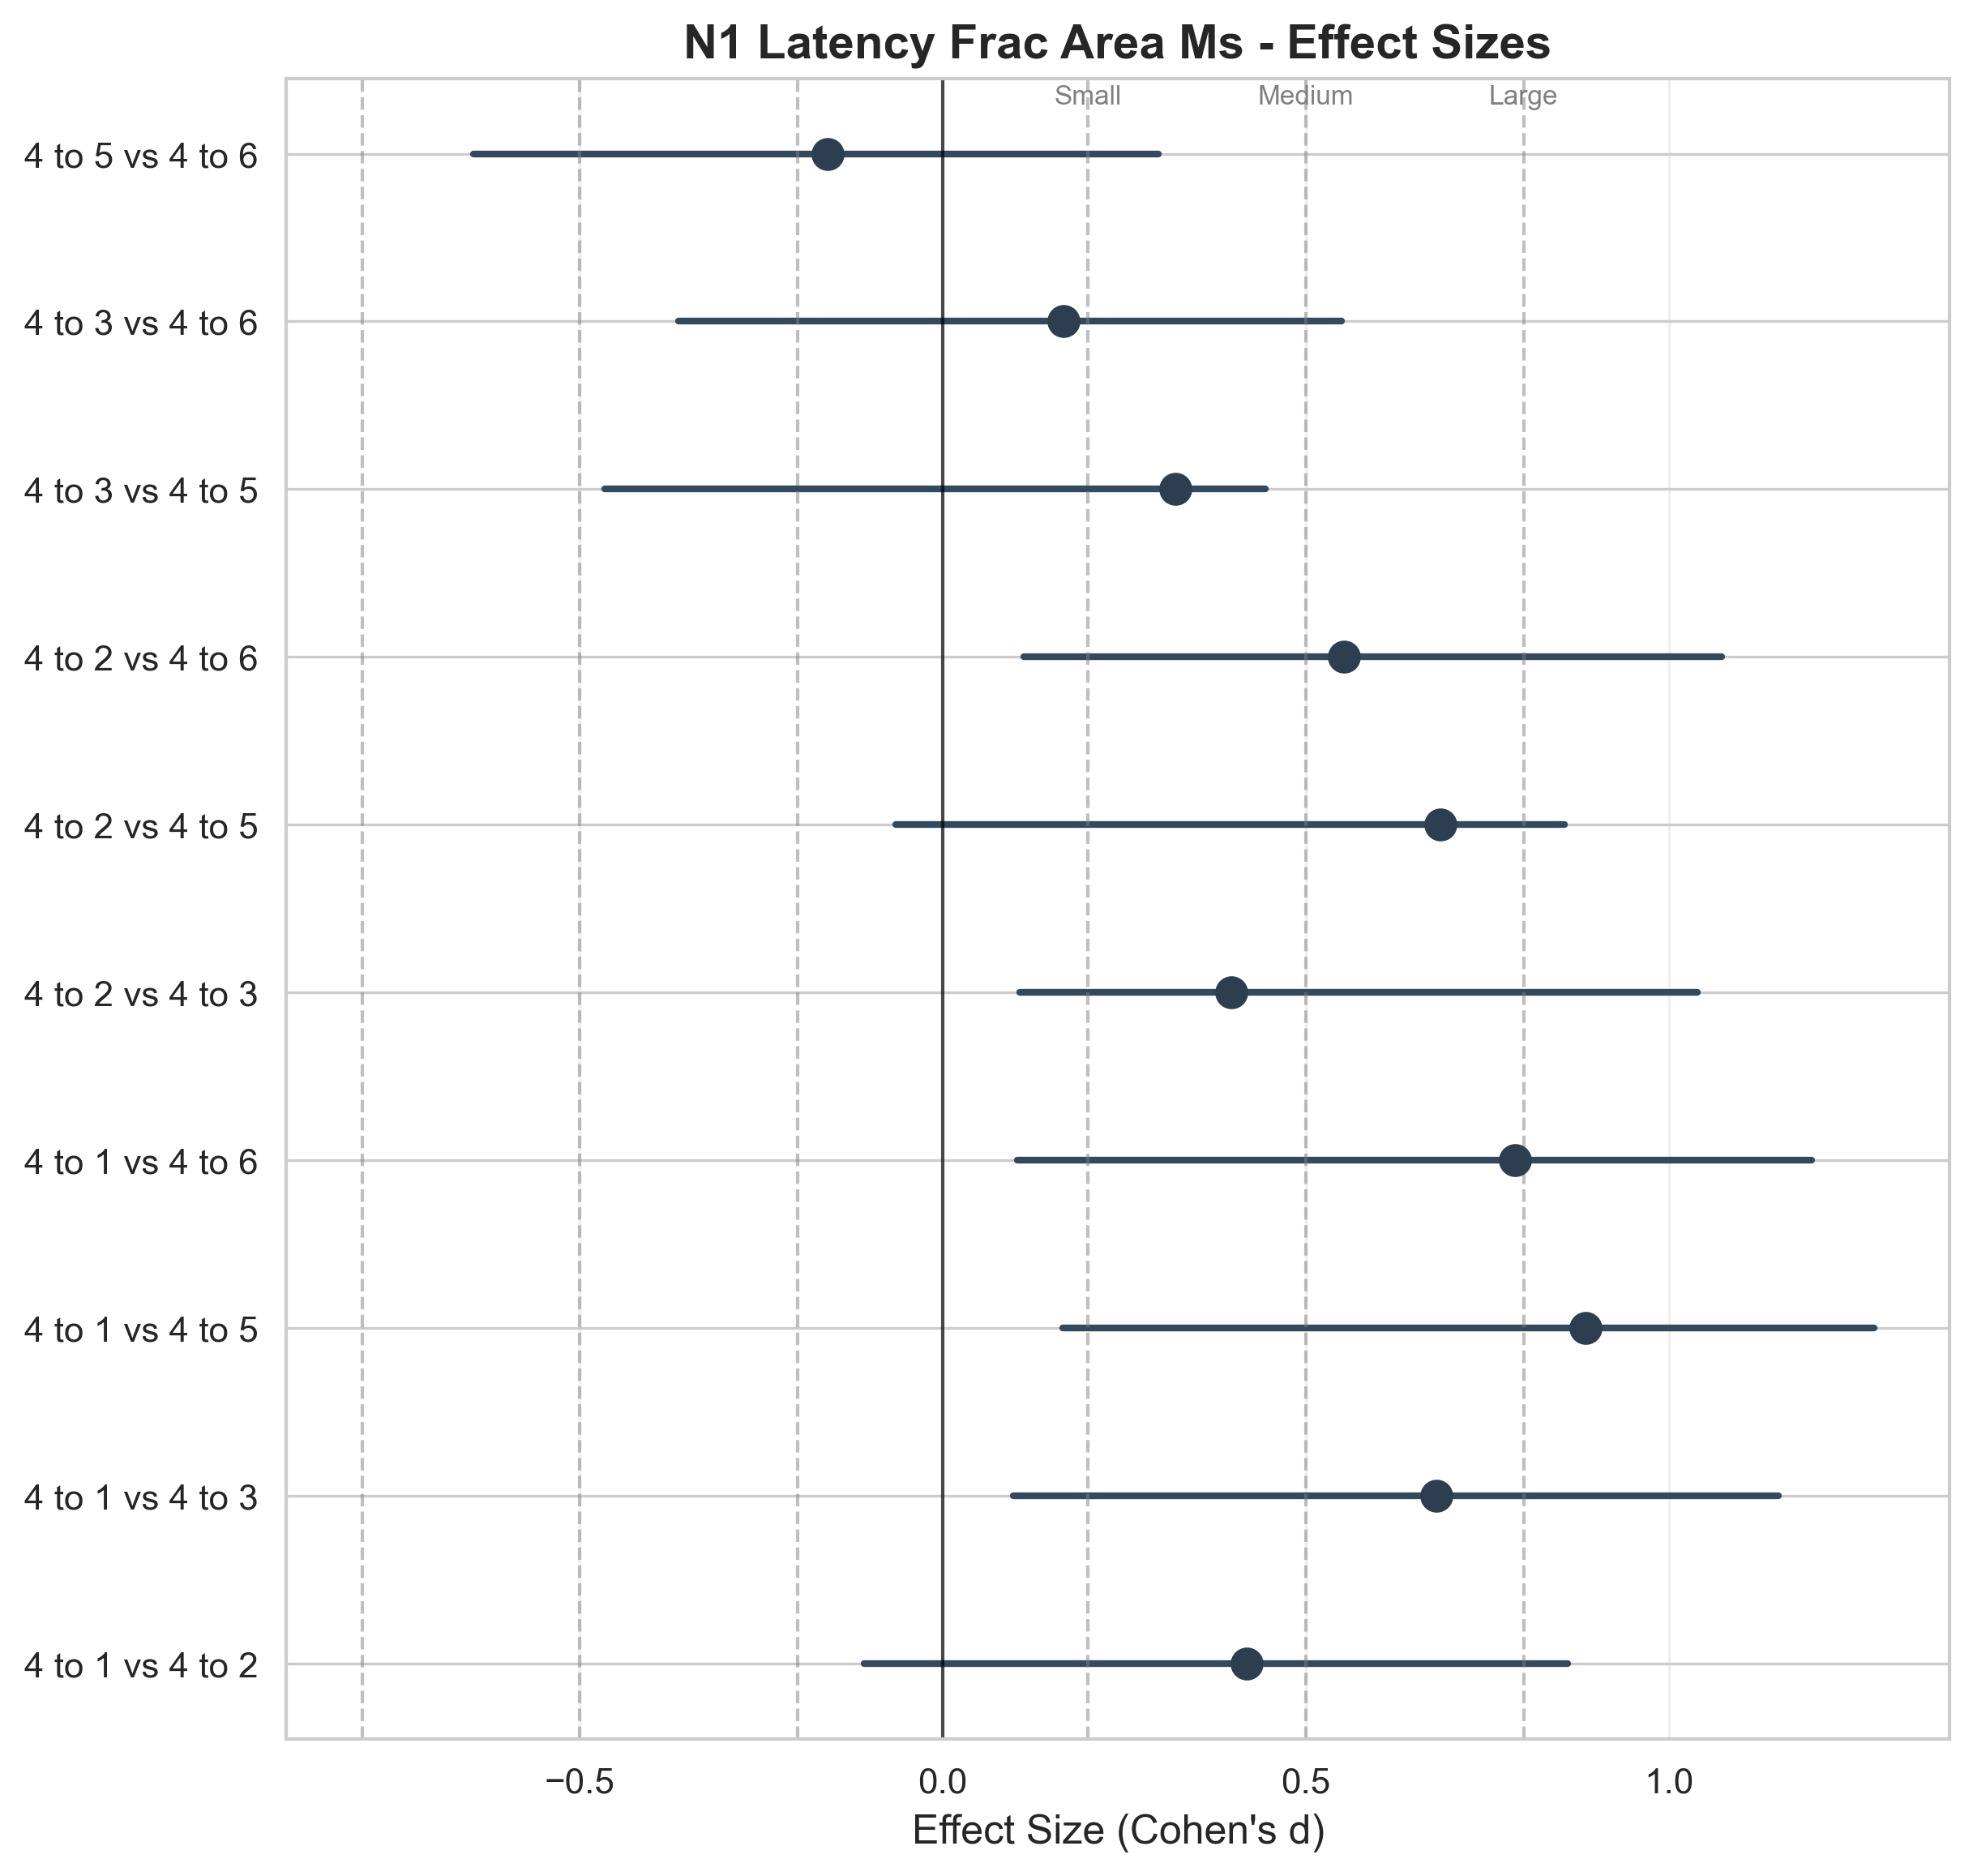 N1 Latency Frac Area Ms - Effect Sizes
Small Medium Large
4 to 5 vs 4 to 6
4 to 3 vs 4 to 6
4 to 3 vs 4 to 5
4 to 2 vs 4 to 6
4 to 2 vs 4 to 5
4 to 2 vs 4 to 3
4 to 1 vs 4 to 6
4 to 1 vs 4 to 5
4 to 1 vs 4 to 3
4 to 1 vs 4 to 2
−0.5 0.0 0.5 1.0
Effect Size (Cohen's d)